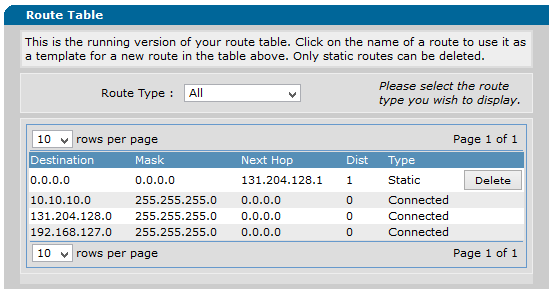 Route Table
This is the running version of your route table. Click on the name of a route to use it as
a template for a new route in the table above. Only static routes can be deleted.
Route Type : All Please select the route
type you wish to display.
10 rows per page Page 1 of 1
Destination Mask Next Hop Dist Type
0.0.0.0 0.0.0.0 131.204.128.1 1 Static Delete
10.10.10.0 255.255.255.0 0.0.0.0 0 Connected
131.204.128.0 255.255.255.0 0.0.0.0 0 Connected
192.168.127.0 255.255.255.0 0.0.0.0 0 Connected
10 rows per page Page 1 of 1